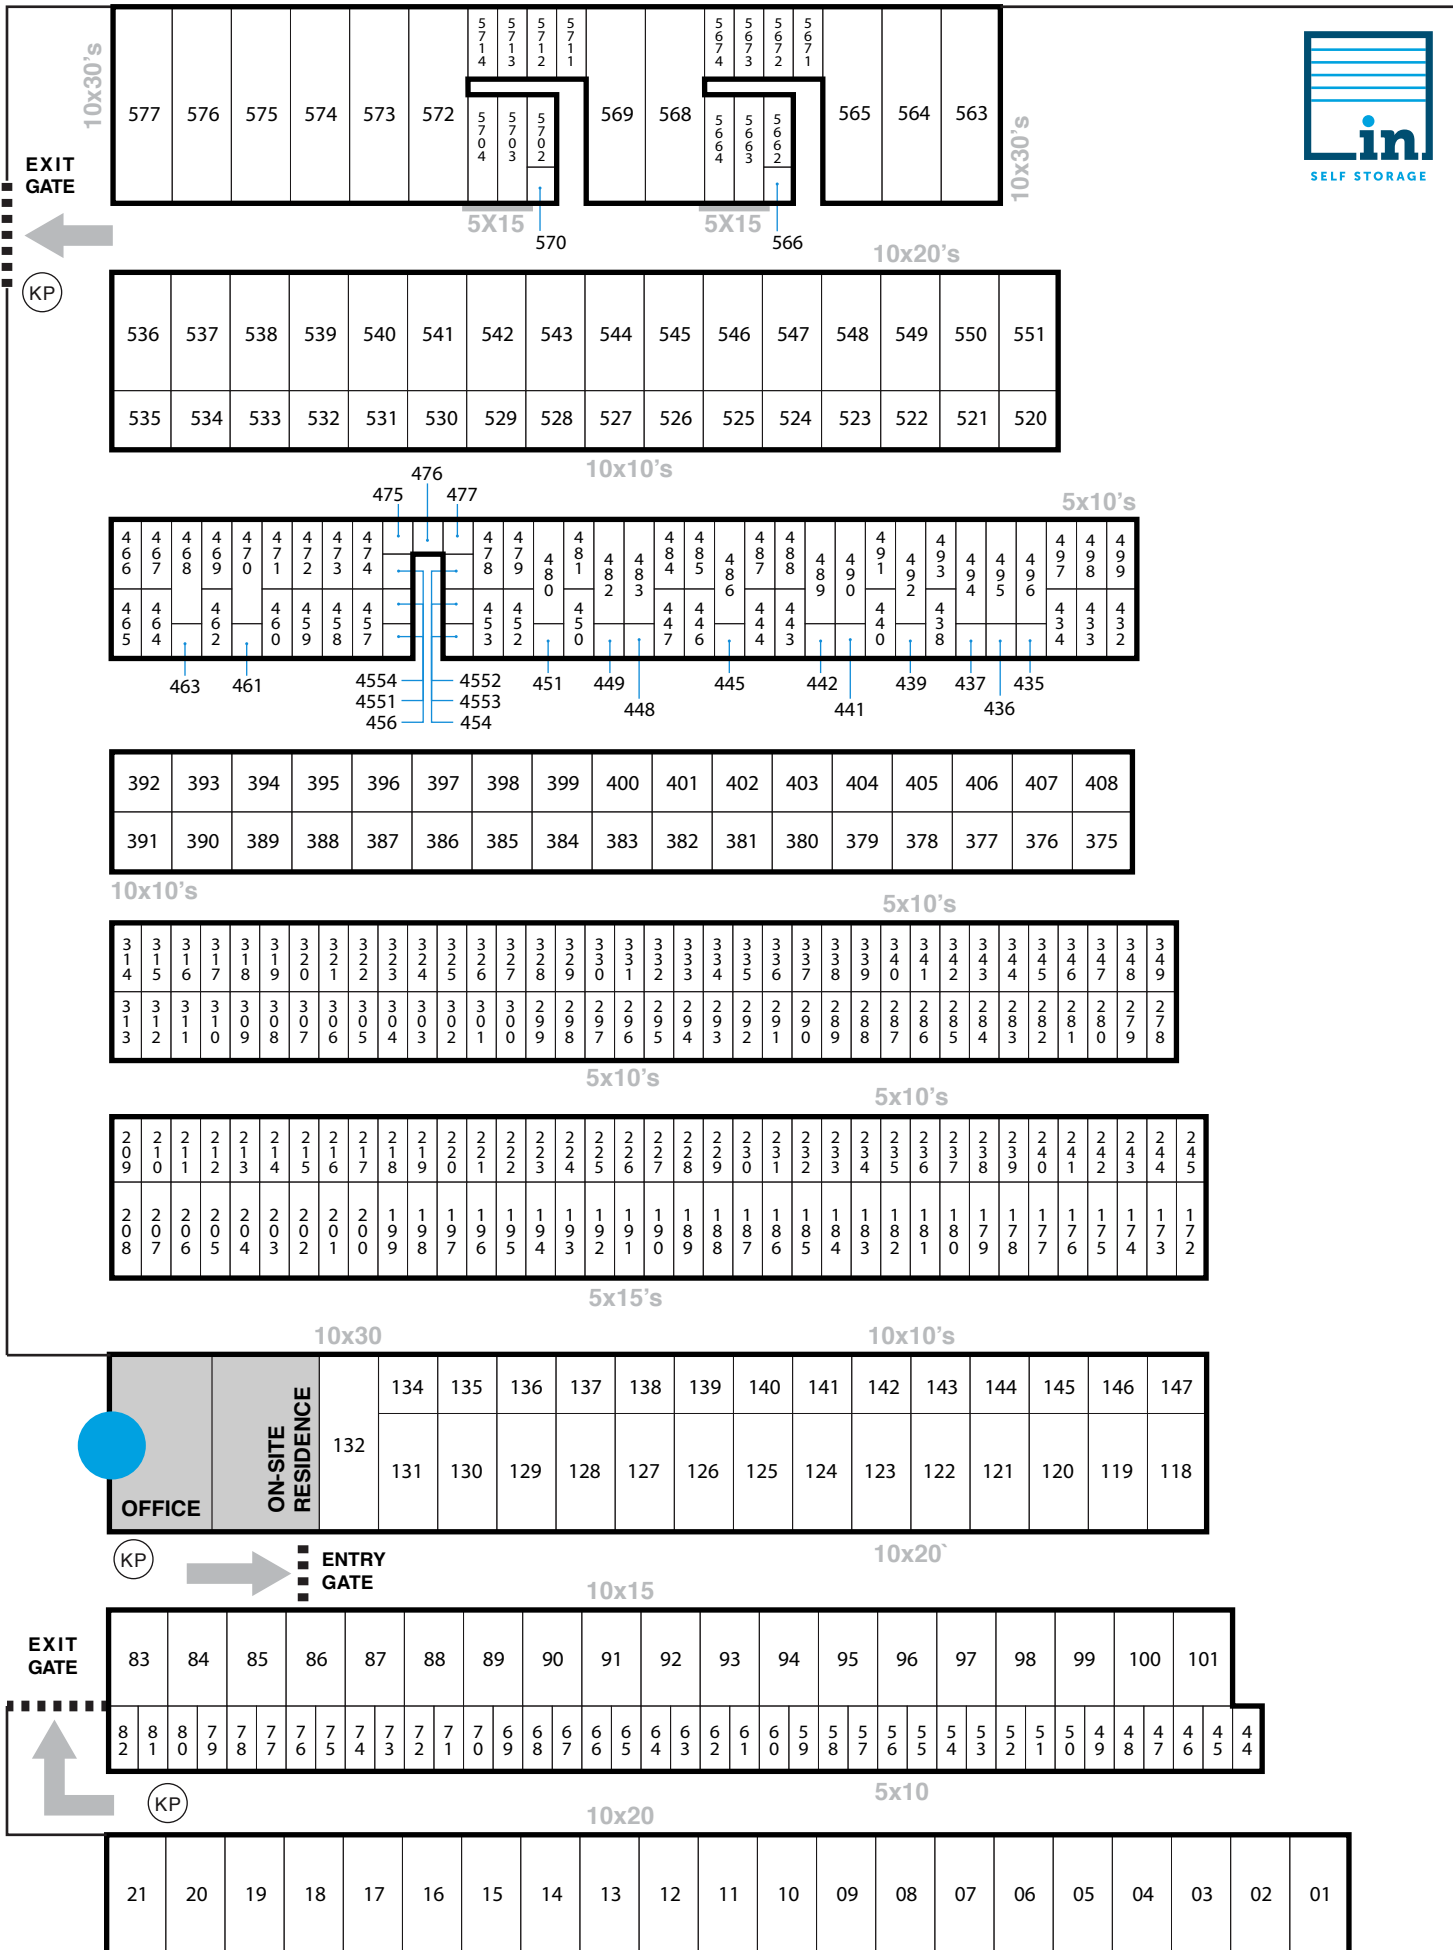 10x30's
577 576 575 574 573 572 5714 5713 5712 5711 569 568 5674 5673 5672 5671 565 564 563
5704 5703 5702 5664 5663 5662
10x30's
in
SELF STORAGE
EXIT
GATE
5X15 570 5X15 566
10x20's
KP
536 537 538 539 540 541 542 543 544 545 546 547 548 549 550 551
535 534 533 532 531 530 529 528 527 526 525 524 523 522 521 520
10x10's
475 476 477
5x10's
466 467 468 469 470 471 472 473 474 478 479 480 481 482 483 484 485 486 487 488 489 490 491 492 493 494 495 496 497 498 499
465 464 462 460 459 458 457 453 452 450 447 446 444 443 440 438 434 433 432
463 461 4554 4552 451 449 445 442 439 437 435
4551 4553 448 441 436
456 454
392 393 394 395 396 397 398 399 400 401 402 403 404 405 406 407 408
391 390 389 388 387 386 385 384 383 382 381 380 379 378 377 376 375
10x10's
5x10's
314 315 316 317 318 319 320 321 322 323 324 325 326 327 328 329 330 331 332 333 334 335 336 337 338 339 340 341 342 343 344 345 346 347 348 349
313 312 311 310 309 308 307 306 305 304 303 302 301 300 299 298 297 296 295 294 293 292 291 290 289 288 287 286 285 284 283 282 281 280 279 278
5x10's
5x10's
209 210 211 212 213 214 215 216 217 218 219 220 221 222 223 224 225 226 227 228 229 230 231 232 233 234 235 236 237 238 239 240 241 242 243 244 245
208 207 206 205 204 203 202 201 200 199 198 197 196 195 194 193 192 191 190 189 188 187 186 185 184 183 182 181 180 179 178 177 176 175 174 173 172
5x15's
10x30 10x10's
134 135 136 137 138 139 140 141 142 143 144 145 146 147
OFFICE
ON-SITE
RESIDENCE
132
131 130 129 128 127 126 125 124 123 122 121 120 119 118
KP
ENTRY
GATE
10x20`
10x15
EXIT
GATE
83 84 85 86 87 88 89 90 91 92 93 94 95 96 97 98 99 100 101
82 81 80 79 78 77 76 75 74 73 72 71 70 69 68 67 66 65 64 63 62 61 60 59 58 57 56 55 54 53 52 51 50 49 48 47 46 45 44
KP
5x10
10x20
21 20 19 18 17 16 15 14 13 12 11 10 09 08 07 06 05 04 03 02 01